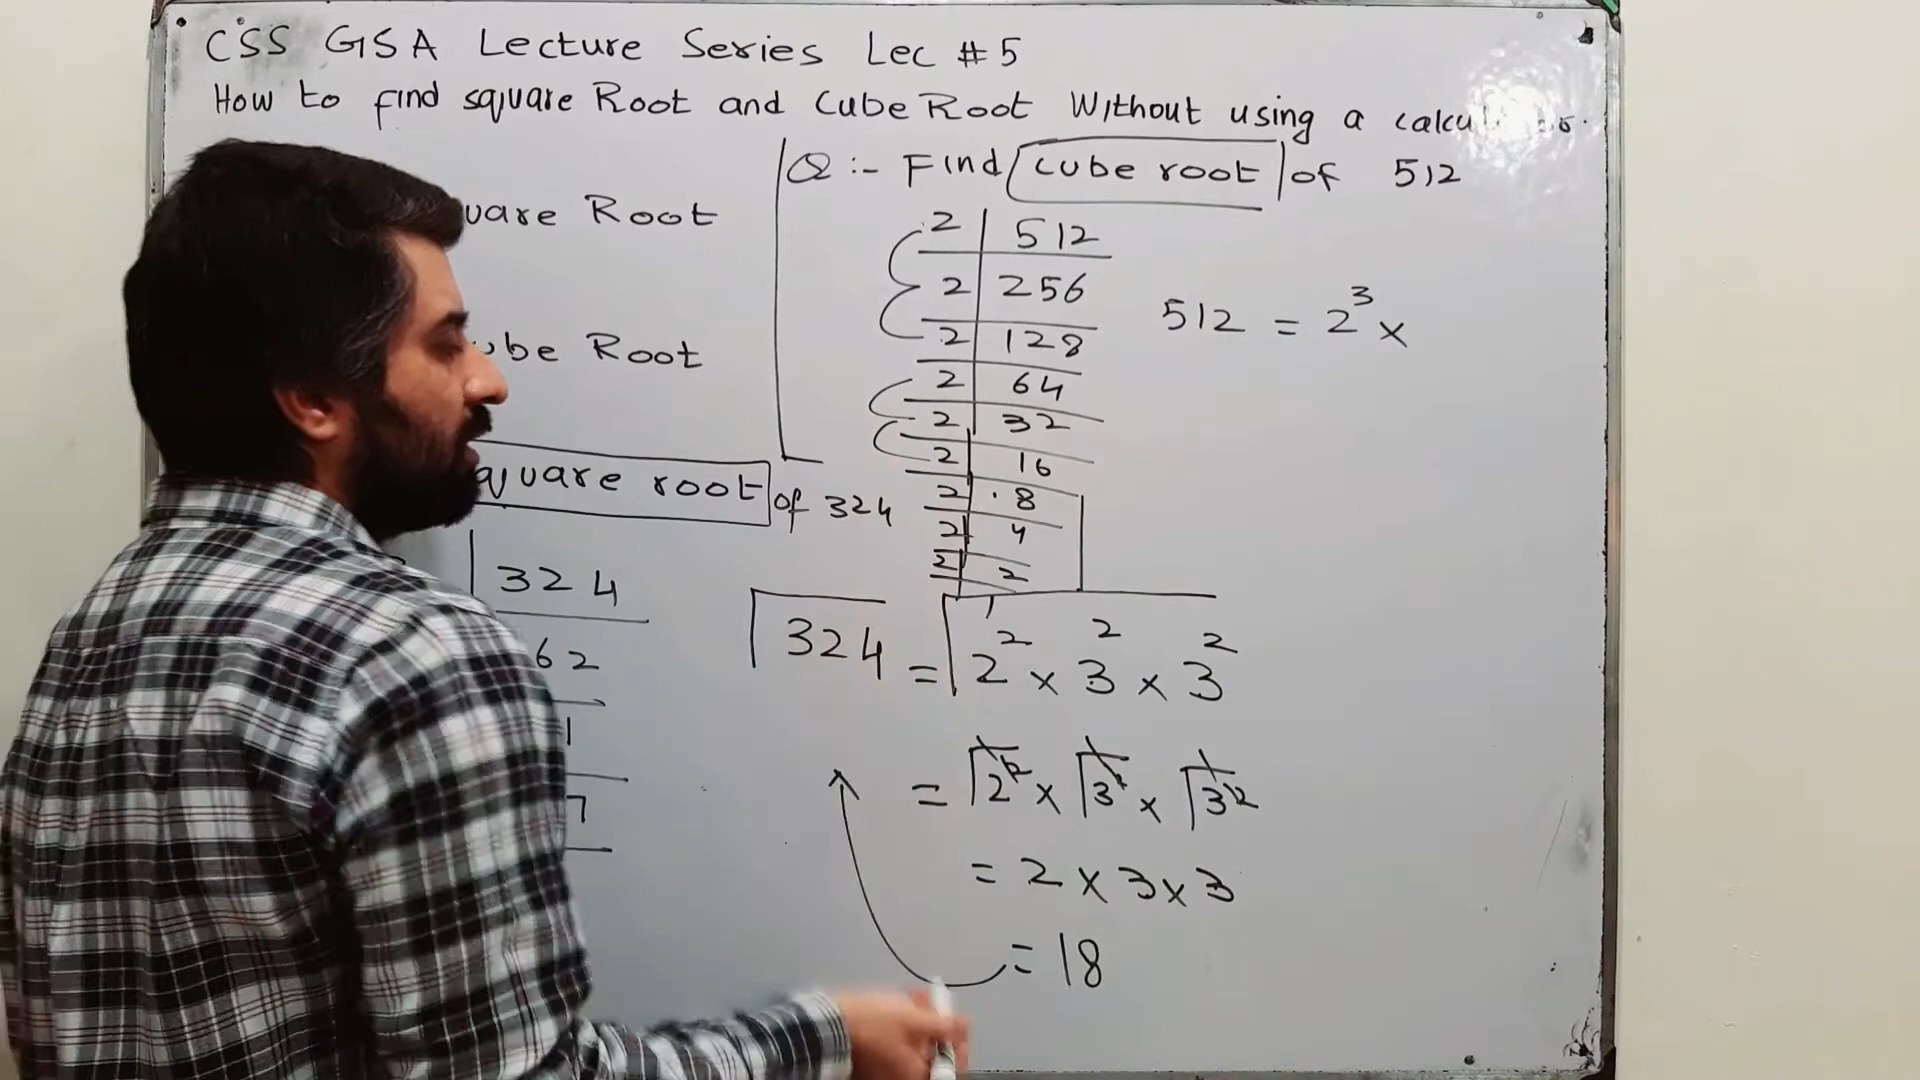 CSS GSA Lecture Series Lec # 5
How to find square Root and Cube Root Without using a
Root
Root
root of 324
324
62
1
7
Q :- Find cube root of 512
2 | 512
2 | 256
2 | 128
2 | 64
2 | 32
2 | 16
2 | 8
2 | 4
2 | 2
1
512 = 2³ ×
√324 = √2² × 3² × 3²
= √2² × √3² × √3²
= 2 × 3 × 3
= 18